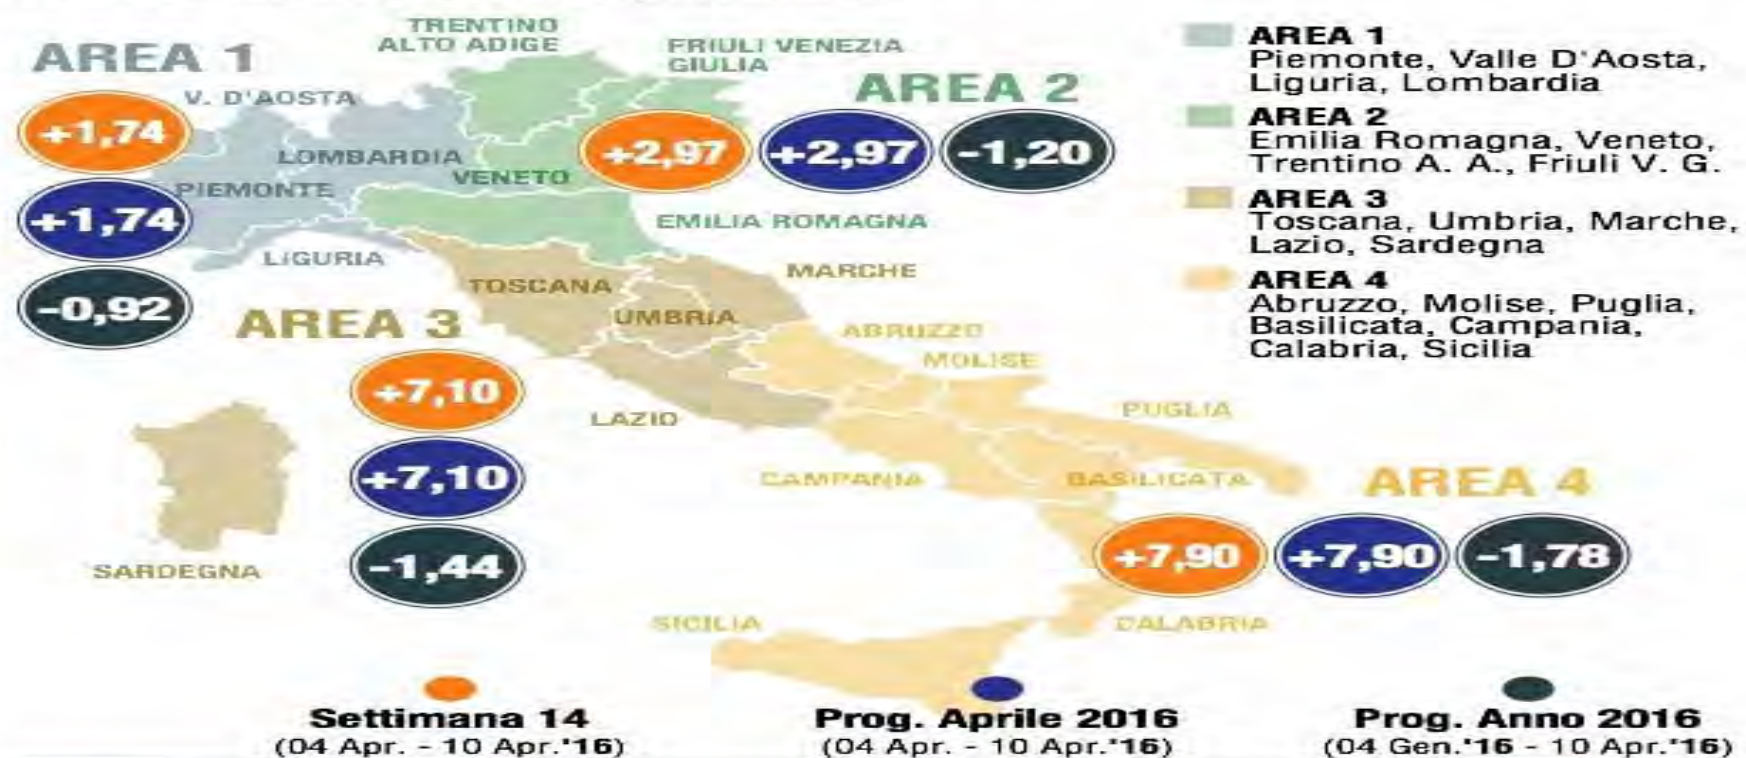 AREA 1
TRENTINO
ALTO ADIGE
FRIULI VENEZIA
GIULIA
AREA 2
V. D'AOSTA
+1,74
LOMBARDIA
PIEMONTE
VENETO
+2,97
+2,97
-1,20
+1,74
EMILIA ROMAGNA
LIGURIA
-0,92
TOSCANA
MARCHE
UMBRIA
AREA 3
ABRUZZO
MOLISE
+7,10
LAZIO
PUGLIA
+7,10
CAMPANIA
BASILICATA
AREA 4
-1,44
SARDEGNA
+7,90
+7,90
-1,78
SICILIA
CALABRIA
AREA 1
Piemonte, Valle D'Aosta,
Liguria, Lombardia
AREA 2
Emilia Romagna, Veneto,
Trentino A. A., Friuli V. G.
AREA 3
Toscana, Umbria, Marche,
Lazio, Sardegna
AREA 4
Abruzzo, Molise, Puglia,
Basilicata, Campania,
Calabria, Sicilia
Settimana 14
(04 Apr. - 10 Apr.'16)
Prog. Aprile 2016
(04 Apr. - 10 Apr.'16)
Prog. Anno 2016
(04 Gen.'16 - 10 Apr.'16)